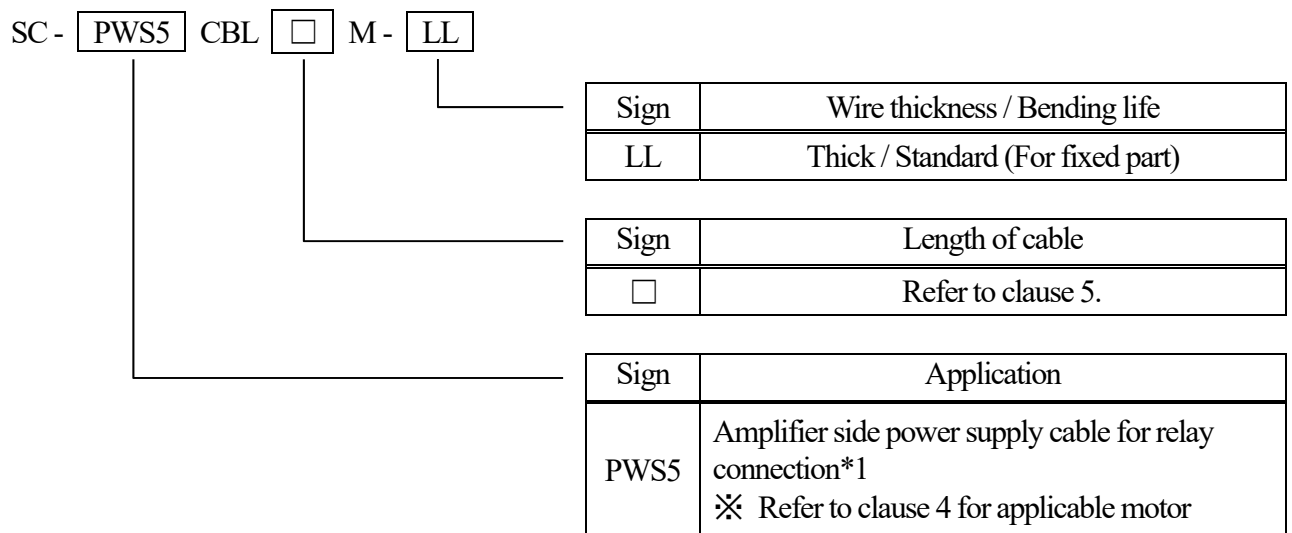 SC - PWS5 CBL □ M - LL
Sign Wire thickness / Bending life
LL Thick / Standard (For fixed part)
Sign Length of cable
□ Refer to clause 5.
Sign Application
PWS5 Amplifier side power supply cable for relay
connection*1
※ Refer to clause 4 for applicable motor